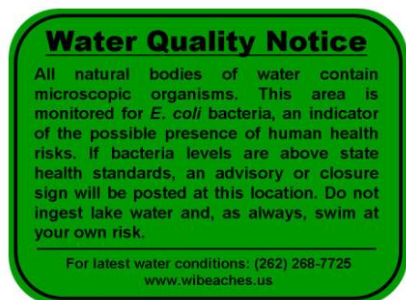 Water Quality Notice
All natural bodies of water contain
microscopic organisms. This area is
monitored for E. coli bacteria, an indicator
of the possible presence of human health
risks. If bacteria levels are above state
health standards, an advisory or closure
sign will be posted at this location. Do not
ingest lake water and, as always, swim at
your own risk.
For latest water conditions: (262) 268-7725
www.wibeaches.us